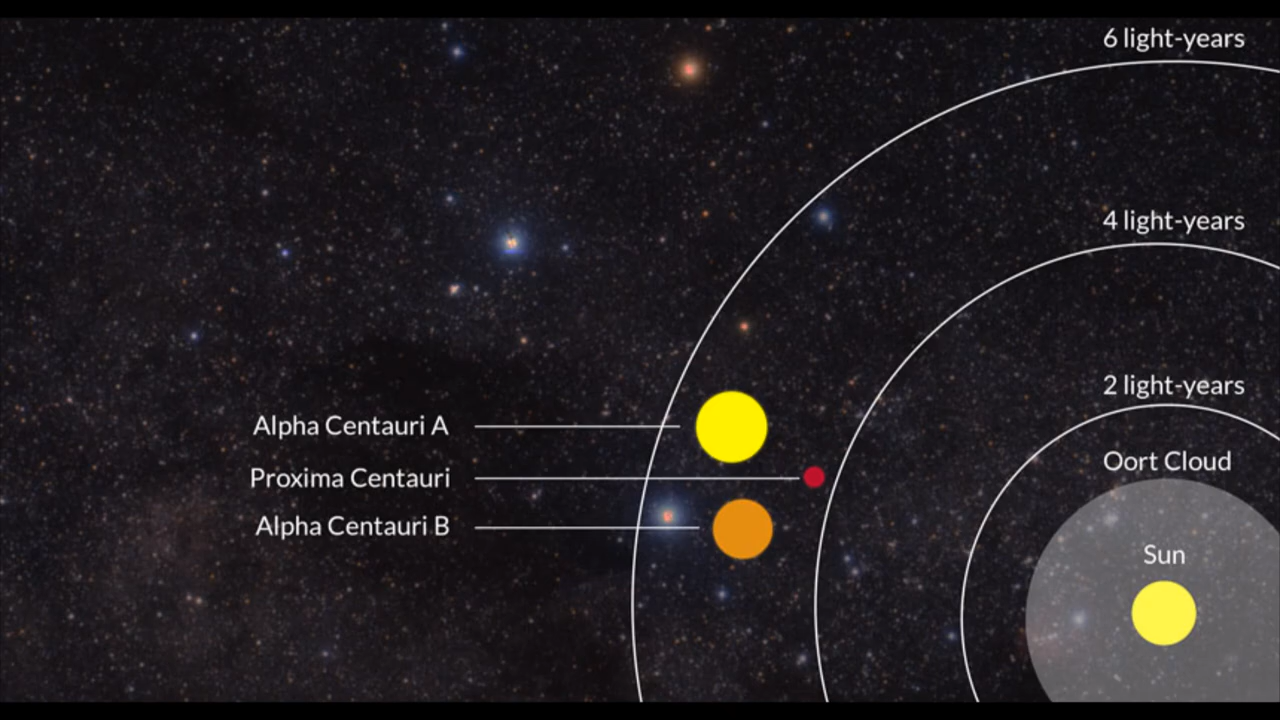 6 light-years
4 light-years
2 light-years
Alpha Centauri A
Oort Cloud
Proxima Centauri
Alpha Centauri B
Sun